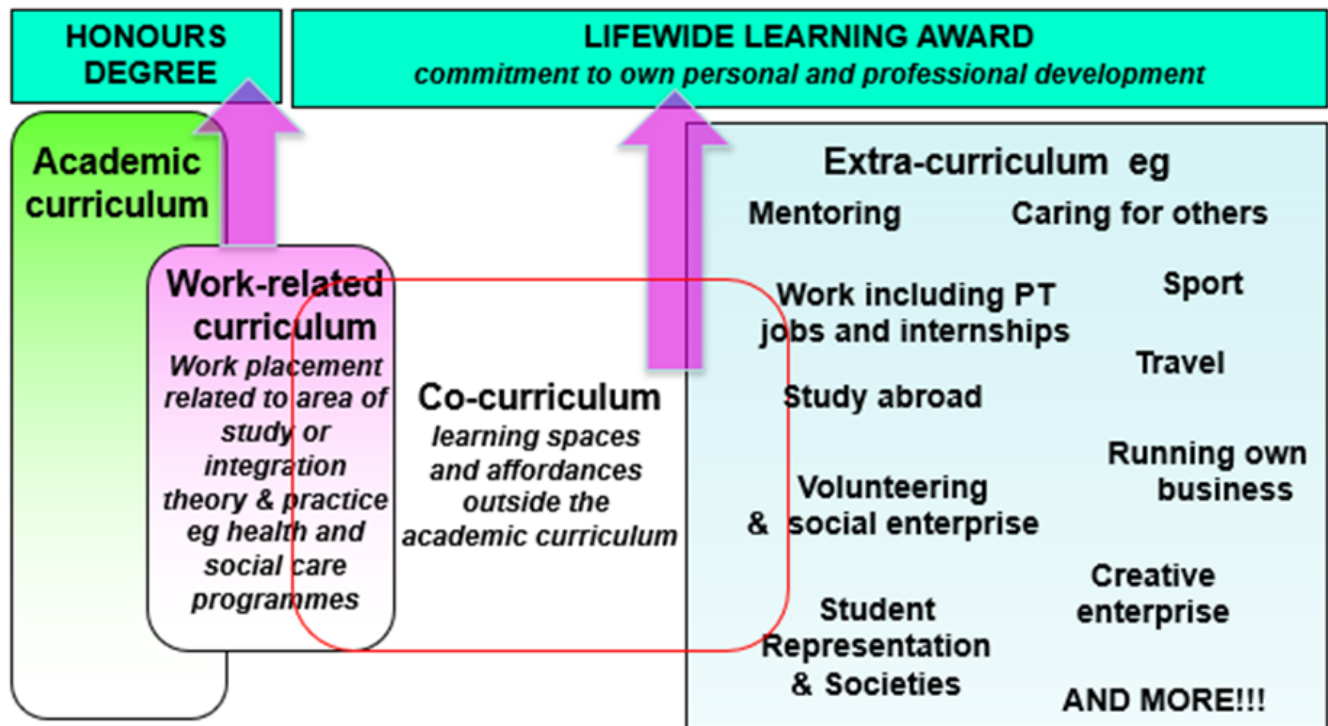 HONOURS
DEGREE
LIFEWIDE LEARNING AWARD
commitment to own personal and professional development
Academic
curriculum
Work-related
curriculum
Work placement
related to area of
study or
integration
theory & practice
eg health and
social care
programmes
Co-curriculum
learning spaces
and affordances
outside the
academic curriculum
Extra-curriculum eg
Mentoring
Caring for others
Work including PT
jobs and internships
Sport
Travel
Study abroad
Running own
business
Volunteering
& social enterprise
Creative
enterprise
Student
Representation
& Societies
AND MORE!!!